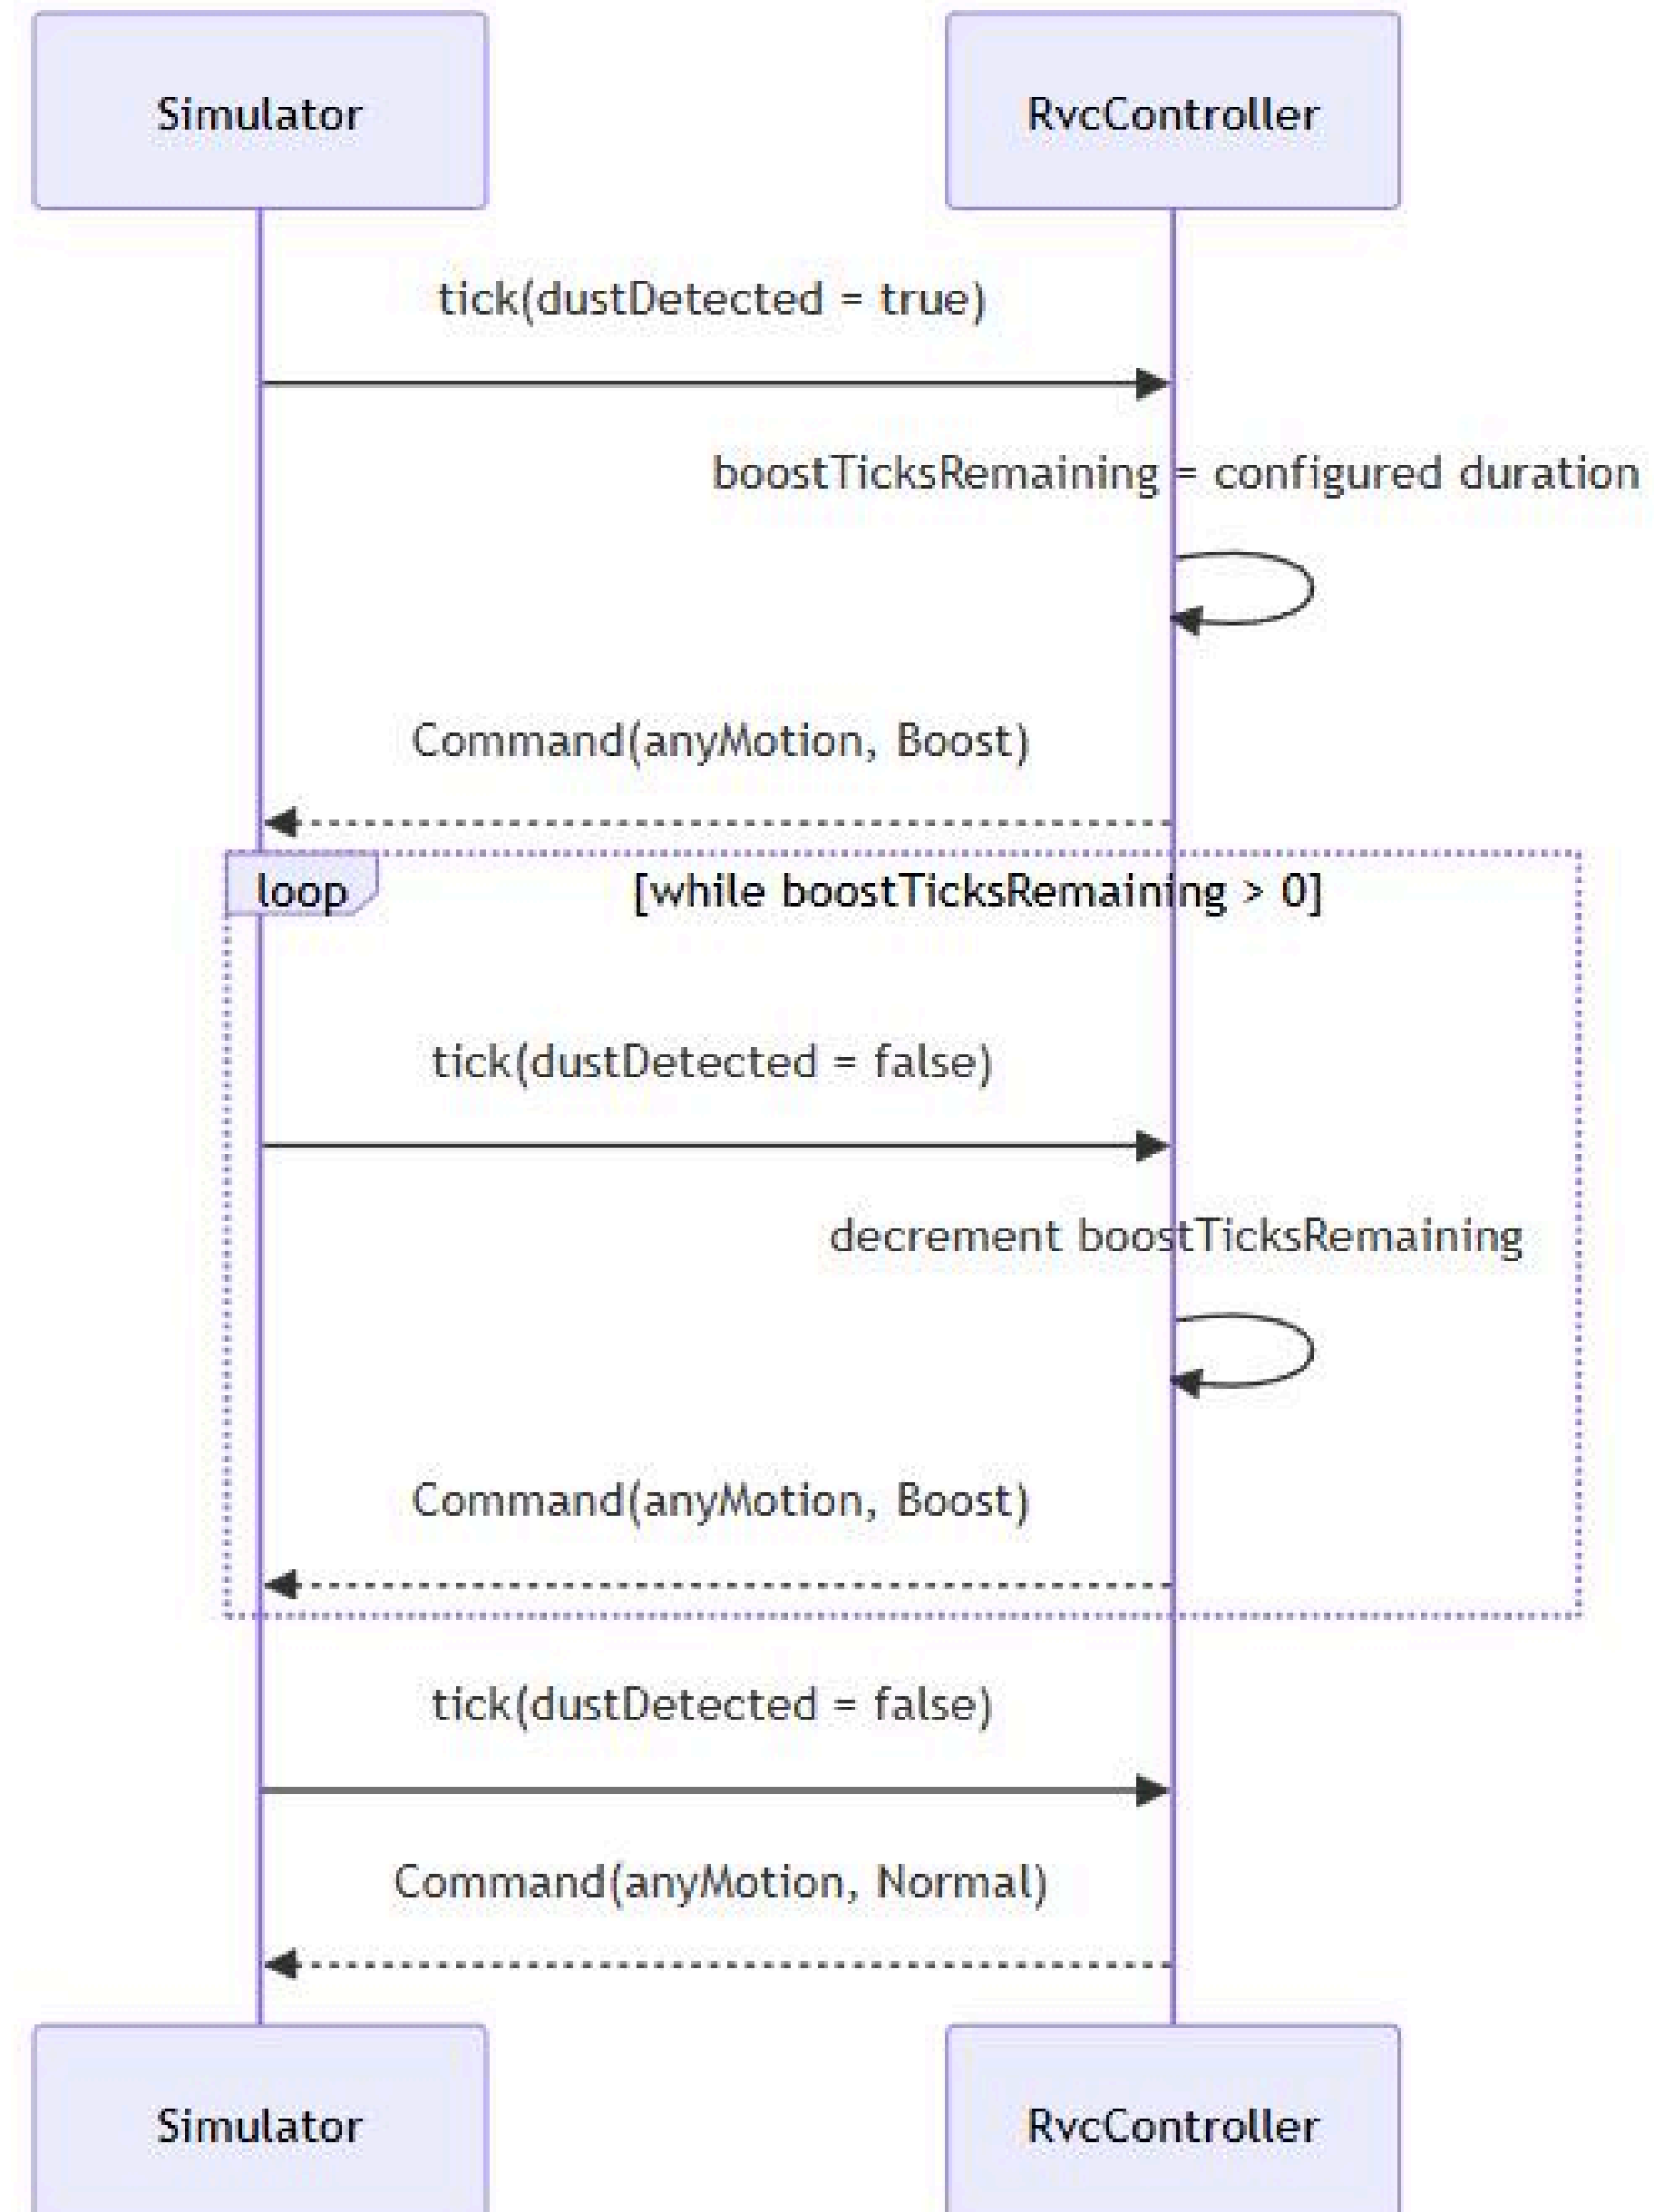 Simulator
RvcController
tick(dustDetected = true)
boostTicksRemaining = configured duration
Command(anyMotion, Boost)
loop
[while boostTicksRemaining > 0]
tick(dustDetected = false)
decrement boostTicksRemaining
Command(anyMotion, Boost)
tick(dustDetected = false)
Command(anyMotion, Normal)
Simulator
RvcController